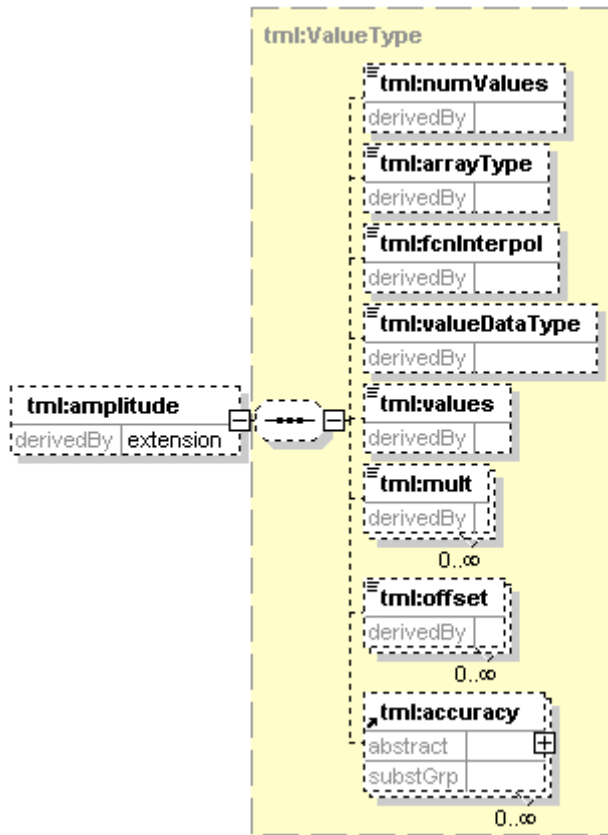 tml:ValueType
tml:numValues
derivedBy
tml:arrayType
derivedBy
tml:fcnInterpol
derivedBy
tml:valueDataType
derivedBy
tml:amplitude
derivedBy extension
tml:values
derivedBy
tml:mult
derivedBy
0..∞
tml:offset
derivedBy
0..∞
tml:accuracy
abstract
substGrp
0..∞